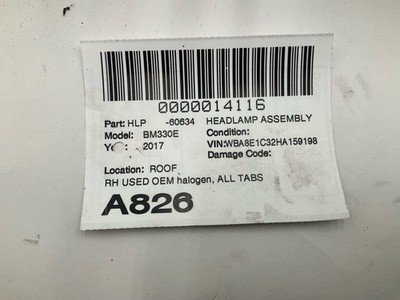 0000014116
Part: HLP -60634 HEADLAMP ASSEMBLY
Model: BM330E Condition:
2017 VIN:WBA8E1C32HA159198
Damage Code:
Location: ROOF
RH USED OEM halogen, ALL TABS
A826